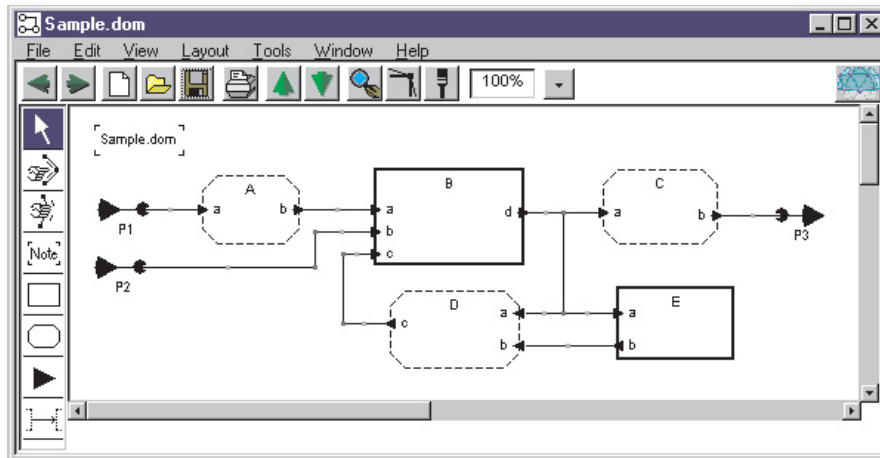 Sample.dom
File Edit View Layout Tools Window Help
100%
Sample.dom
A
a b
P1
B
a d
b
c
C
a b
P3
P2
Note
D
a
c
b
E
a
b